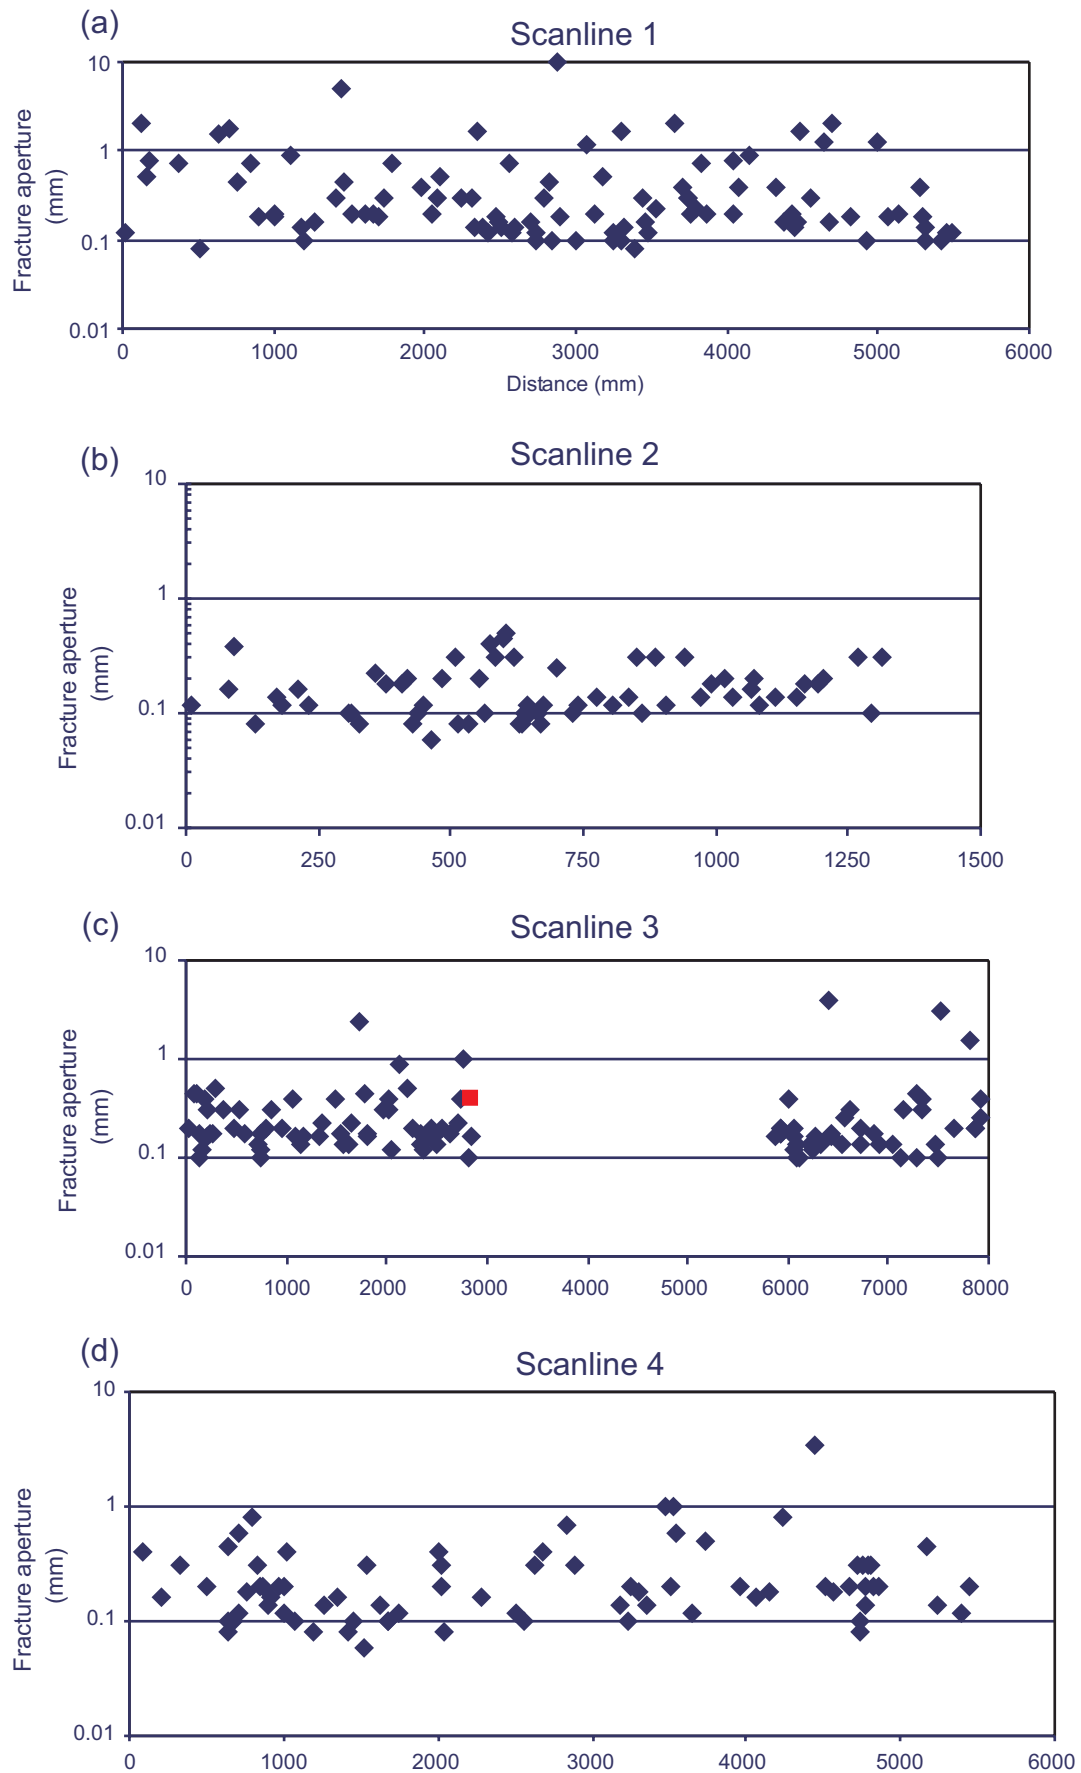 (a)
Scanline 1
Fracture aperture
(mm)
10
1
0.1
0.01
0 1000 2000 3000 4000 5000 6000
Distance (mm)
(b)
Scanline 2
Fracture aperture
(mm)
10
1
0.1
0.01
0 250 500 750 1000 1250 1500
(c)
Scanline 3
Fracture aperture
(mm)
10
1
0.1
0.01
0 1000 2000 3000 4000 5000 6000 7000 8000
(d)
Scanline 4
Fracture aperture
(mm)
10
1
0.1
0.01
0 1000 2000 3000 4000 5000 6000